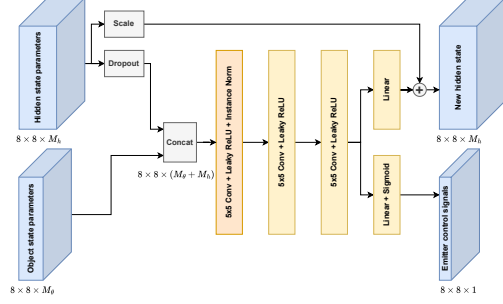 Hidden state parameters
8 × 8 × M_h
Scale
Dropout
Concat
8 × 8 × (M_θ + M_h)
Object state parameters
8 × 8 × M_θ
5x5 Conv + Leaky ReLU + Instance Norm
5x5 Conv + Leaky ReLU
5x5 Conv + Leaky ReLU
Linear
Linear + Sigmoid
+
New hidden state
8 × 8 × M_h
Emitter control signals
8 × 8 × 1